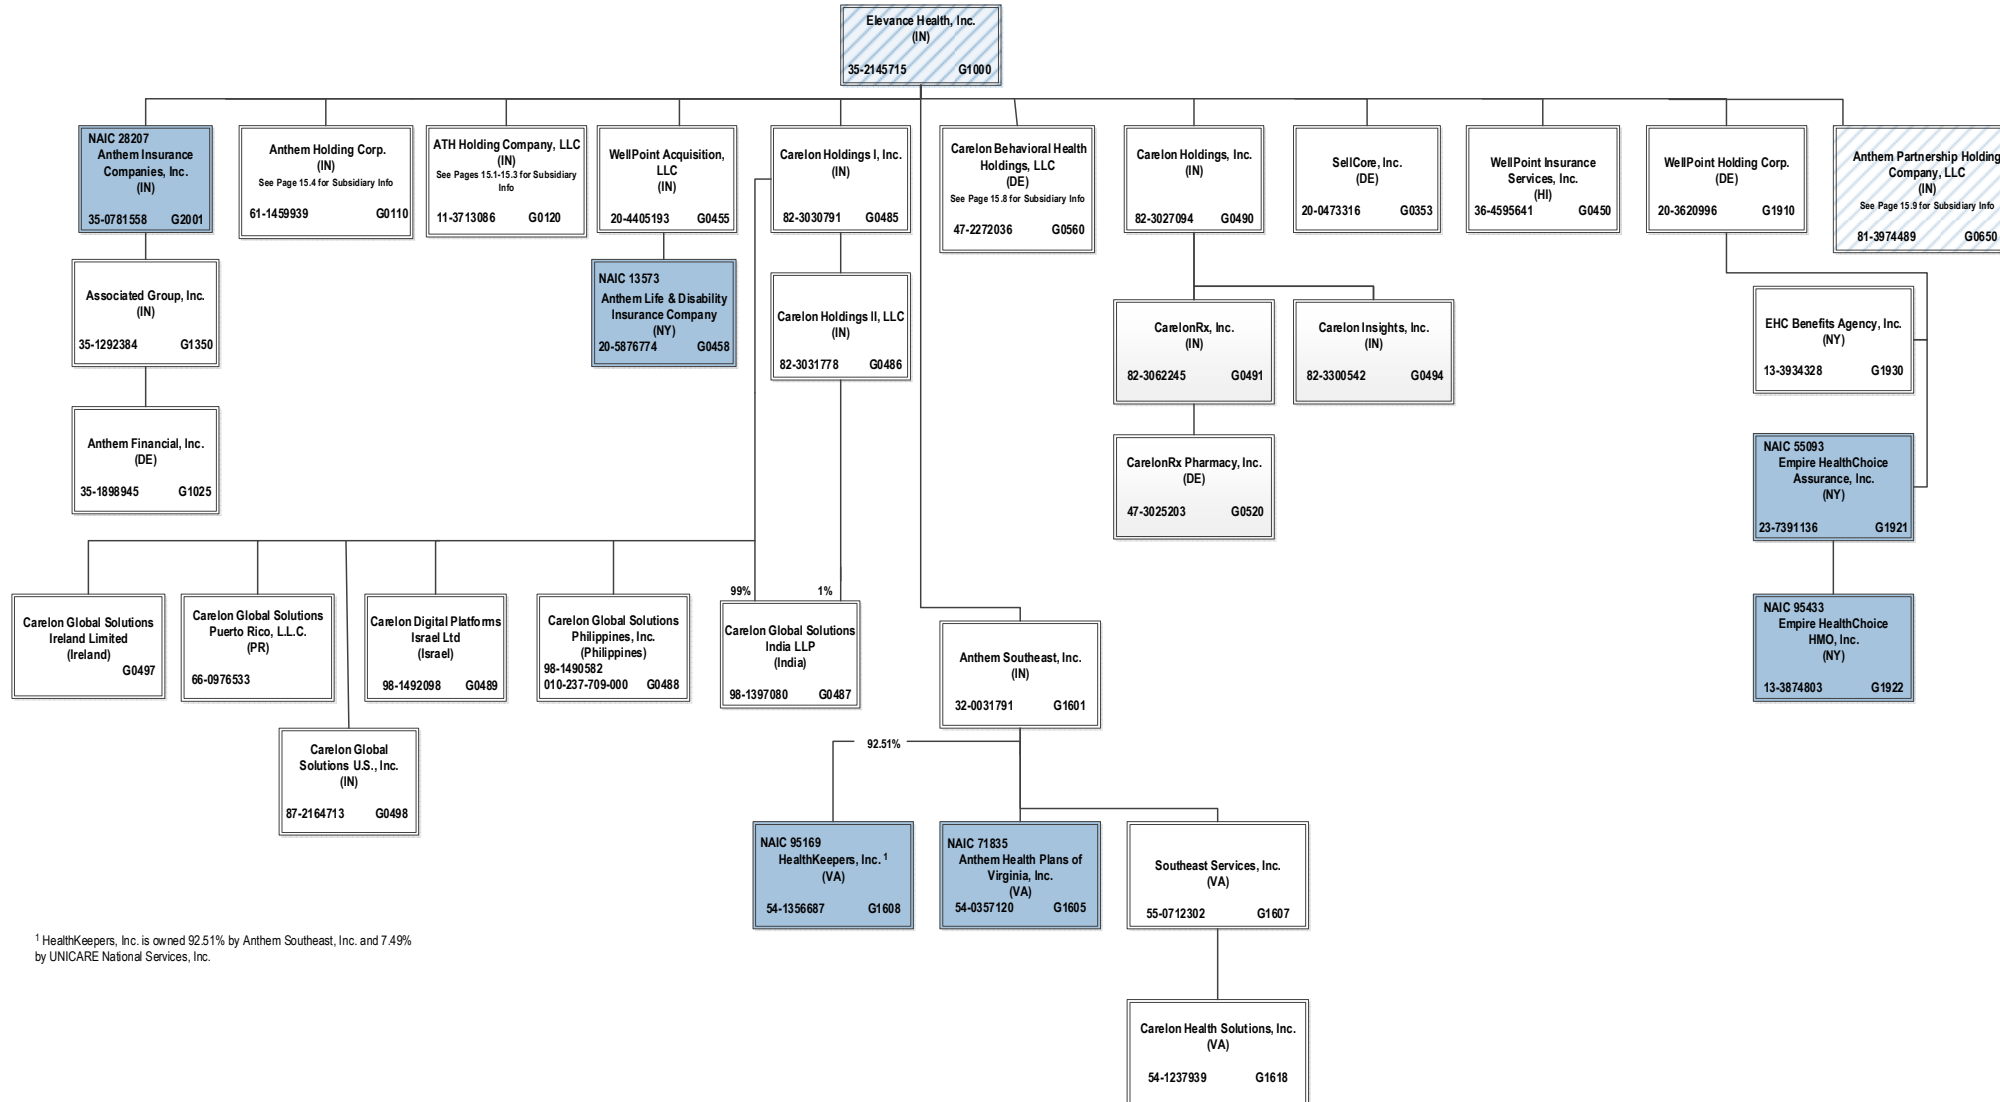 Elevance Health, Inc.
(IN)
35-2145715 G1000
NAIC 28207
Anthem Insurance
Companies, Inc.
(IN)
35-0781558 G2001
Anthem Holding Corp.
(IN)
See Page 15.4 for Subsidiary Info
61-1459939 G0110
ATH Holding Company, LLC
(IN)
See Pages 15.1-15.3 for Subsidiary
Info
11-3713086 G0120
WellPoint Acquisition,
LLC
(IN)
20-4405193 G0455
Carelon Holdings I, Inc.
(IN)
82-3030791 G0485
Carelon Behavioral Health
Holdings, LLC
(DE)
See Page 15.8 for Subsidiary Info
47-2272036 G0560
Carelon Holdings, Inc.
(IN)
82-3027094 G0490
SellCore, Inc.
(DE)
20-0473316 G0353
WellPoint Insurance
Services, Inc.
(HI)
36-4595641 G0450
WellPoint Holding Corp.
(DE)
20-3620996 G1910
Anthem Partnership Holding
Company, LLC
(IN)
See Page 15.9 for Subsidiary Info
81-3974489 G0650
Associated Group, Inc.
(IN)
35-1292384 G1350
NAIC 13573
Anthem Life & Disability
Insurance Company
(NY)
20-5876774 G0458
Carelon Holdings II, LLC
(IN)
82-3031778 G0486
CarelonRx, Inc.
(IN)
82-3062245 G0491
Carelon Insights, Inc.
(IN)
82-3300542 G0494
EHC Benefits Agency, Inc.
(NY)
13-3934328 G1930
Anthem Financial, Inc.
(DE)
35-1898945 G1025
CarelonRx Pharmacy, Inc.
(DE)
47-3025203 G0520
NAIC 55093
Empire HealthChoice
Assurance, Inc.
(NY)
23-7391136 G1921
99% 1%
Carelon Global Solutions
Ireland Limited
(Ireland)
G0497
Carelon Global Solutions
Puerto Rico, L.L.C.
(PR)
66-0976533
Carelon Digital Platforms
Israel Ltd
(Israel)
98-1492098 G0489
Carelon Global Solutions
Philippines, Inc.
(Philippines)
98-1490582
010-237-709-000 G0488
Carelon Global Solutions
India LLP
(India)
98-1397080 G0487
Anthem Southeast, Inc.
(IN)
32-0031791 G1601
NAIC 95433
Empire HealthChoice
HMO, Inc.
(NY)
13-3874803 G1922
Carelon Global
Solutions U.S., Inc.
(IN)
87-2164713 G0498
92.51%
NAIC 95169
HealthKeepers, Inc. 1
(VA)
54-1356687 G1608
NAIC 71835
Anthem Health Plans of
Virginia, Inc.
(VA)
54-0357120 G1605
Southeast Services, Inc.
(VA)
55-0712302 G1607
1 HealthKeepers, Inc. is owned 92.51% by Anthem Southeast, Inc. and 7.49%
by UNICARE National Services, Inc.
Carelon Health Solutions, Inc.
(VA)
54-1237939 G1618